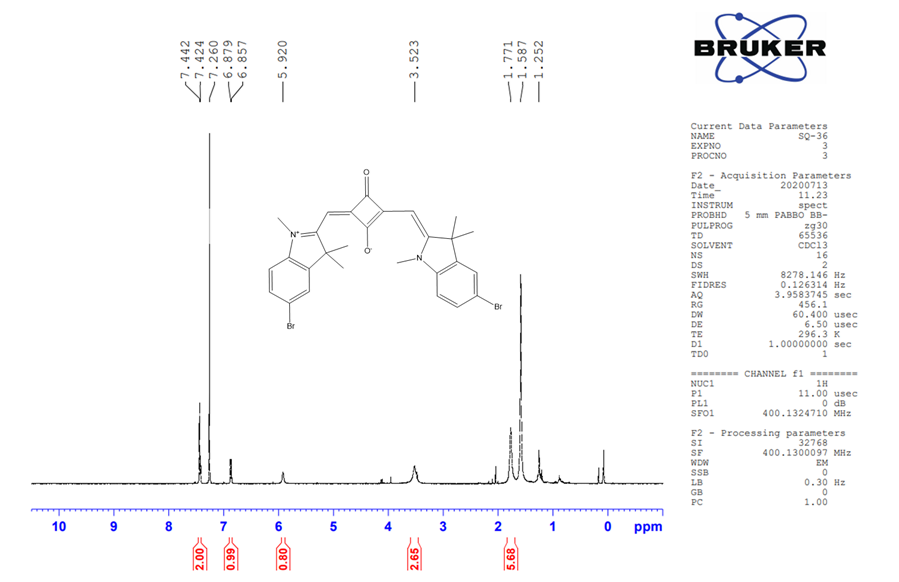 7.442
7.424
7.260
6.879
6.857
5.920
3.523
1.771
1.587
1.252
BRUKER
O
N+
O-
N
Br
Br
Current Data Parameters
NAME SQ-36
EXPNO 3
PROCNO 3
F2 - Acquisition Parameters
Date_ 20200713
Time 11.23
INSTRUM spect
PROBHD 5 mm PABBO BB-
PULPROG zg30
TD 65536
SOLVENT CDCl3
NS 16
DS 2
SWH 8278.146 Hz
FIDRES 0.126314 Hz
AQ 3.9583745 sec
RG 456.1
DW 60.400 usec
DE 6.50 usec
TE 296.3 K
D1 1.00000000 sec
TD0 1
======== CHANNEL f1 ========
NUC1 1H
P1 11.00 usec
PL1 0 dB
SFO1 400.1324710 MHz
F2 - Processing parameters
SI 32768
SF 400.1300097 MHz
WDW EM
SSB 0
LB 0.30 Hz
GB 0
PC 1.00
10 9 8 7 6 5 4 3 2 1 0 ppm
2.00
0.99
0.80
2.65
5.68